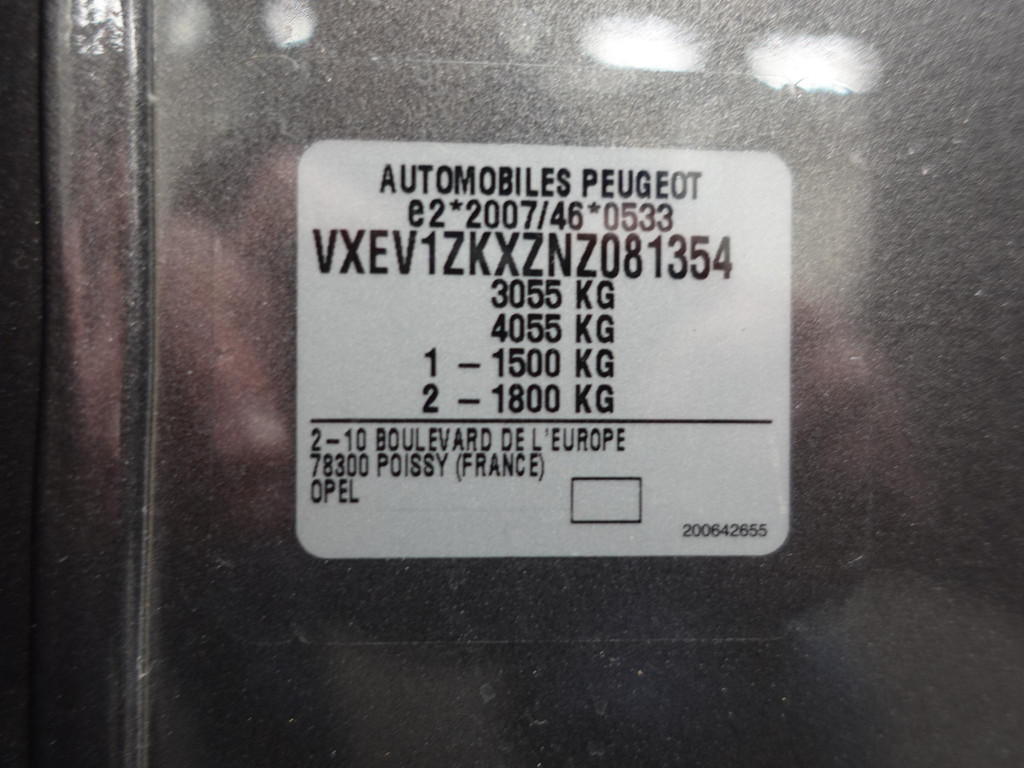 AUTOMOBILES PEUGEOT
e2*2007/46*0533
VXEV1ZKXZNZ081354
3055 KG
4055 KG
1 – 1500 KG
2 – 1800 KG
2–10 BOULEVARD DE L'EUROPE
78300 POISSY (FRANCE)
OPEL
200642655